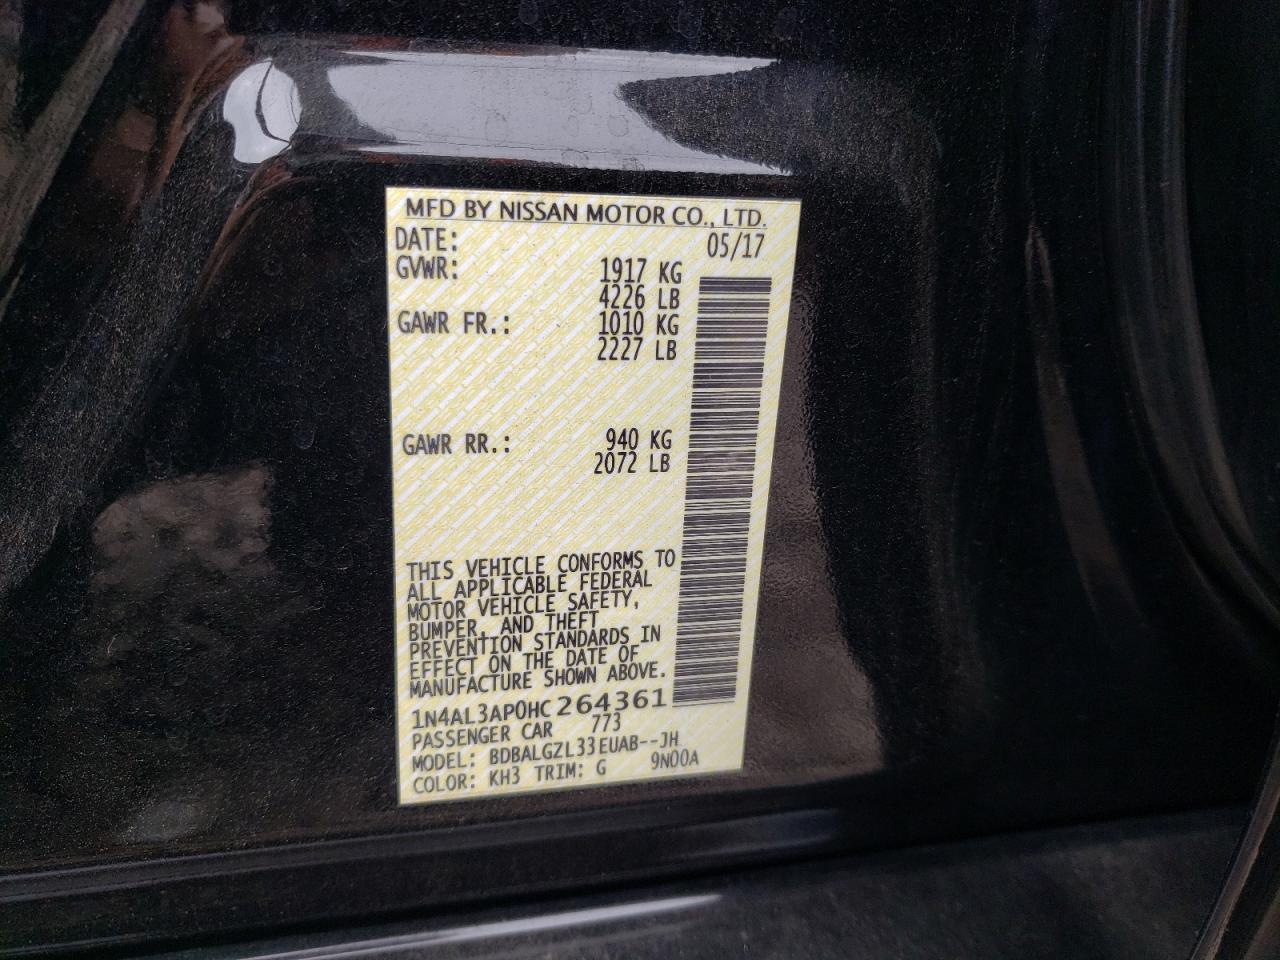 MFD BY NISSAN MOTOR CO., LTD.
DATE: 05/17
GVWR: 1917 KG
4226 LB
GAWR FR.: 1010 KG
2227 LB
GAWR RR.: 940 KG
2072 LB
THIS VEHICLE CONFORMS TO
ALL APPLICABLE FEDERAL
MOTOR VEHICLE SAFETY,
BUMPER, AND THEFT
PREVENTION STANDARDS IN
EFFECT ON THE DATE OF
MANUFACTURE SHOWN ABOVE.
1N4AL3AP0HC264361
PASSENGER CAR 773
MODEL: BDBALGZL33EUAB--JH
COLOR: KH3 TRIM: G 9N00A